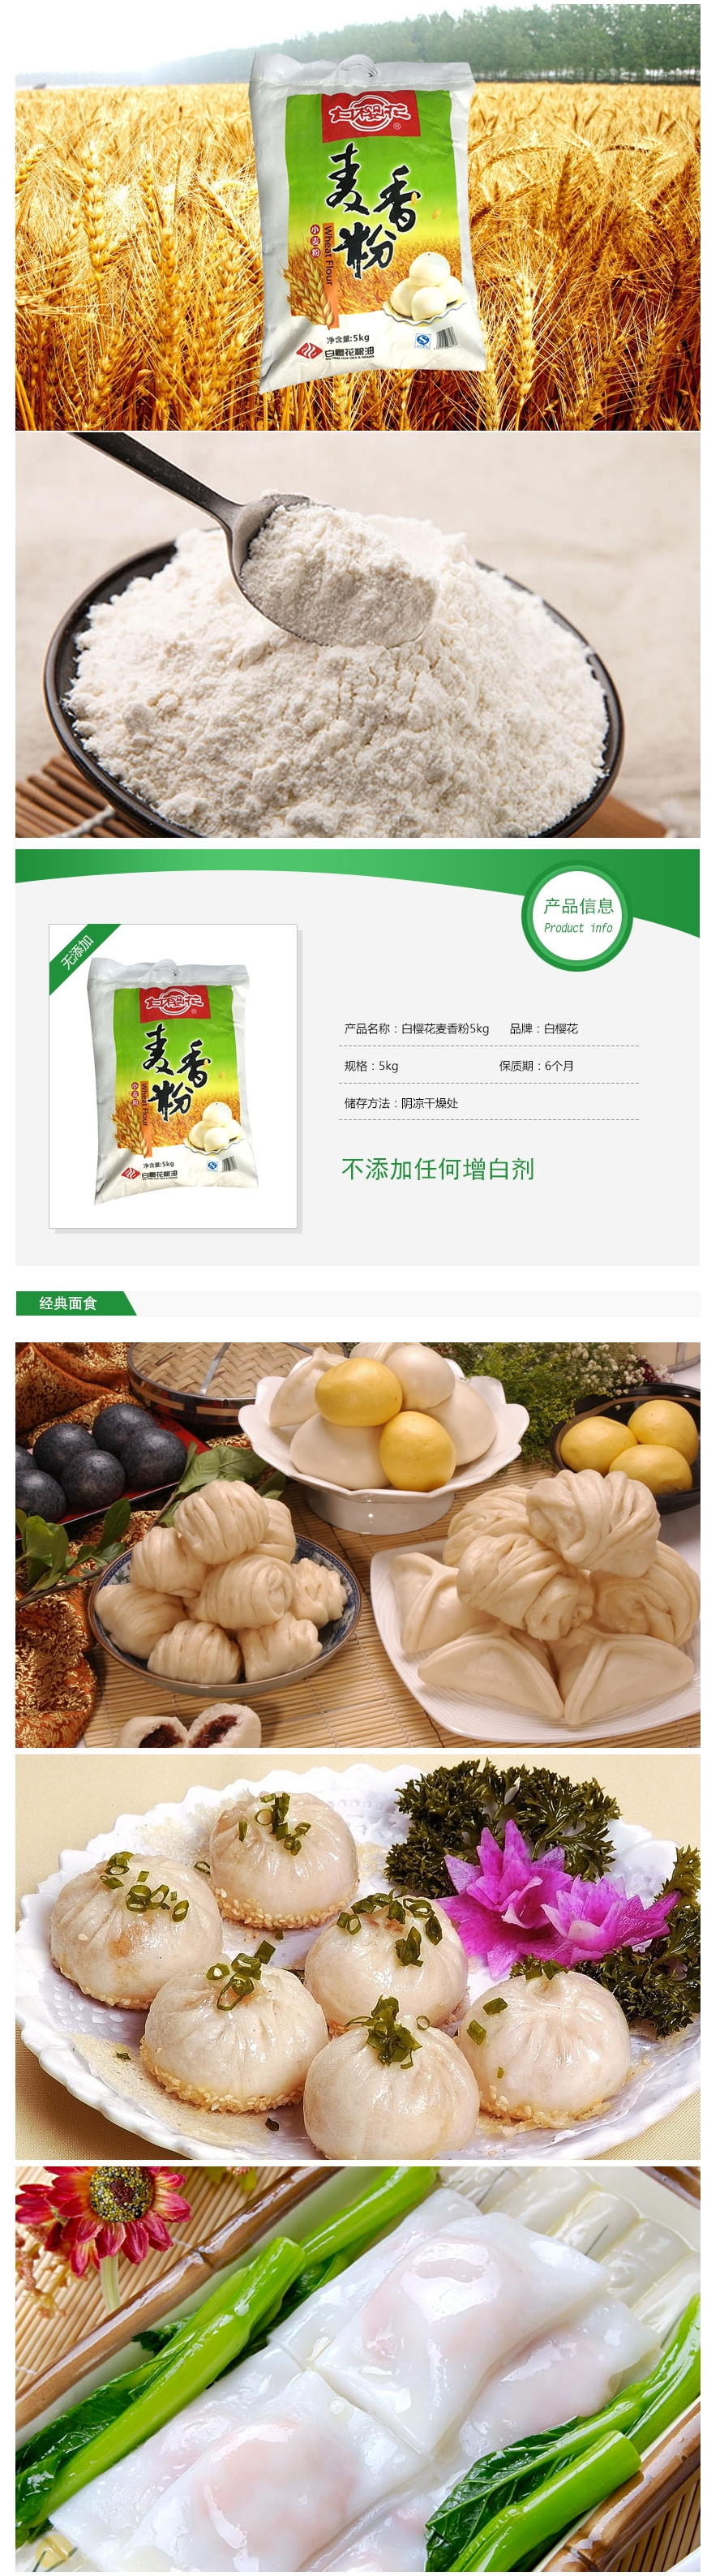 白樱花
®
麦香粉
小麦粉
Wheat Flour
净含量:5kg
白樱花粮油
产品信息
Product info
无添加
白樱花
®
麦香粉
小麦粉
Wheat Flour
净含量:5kg
白樱花粮油
产品名称：白樱花麦香粉5kg 品牌：白樱花
规格：5kg 保质期：6个月
储存方法：阴凉干燥处
不添加任何增白剂
经典面食